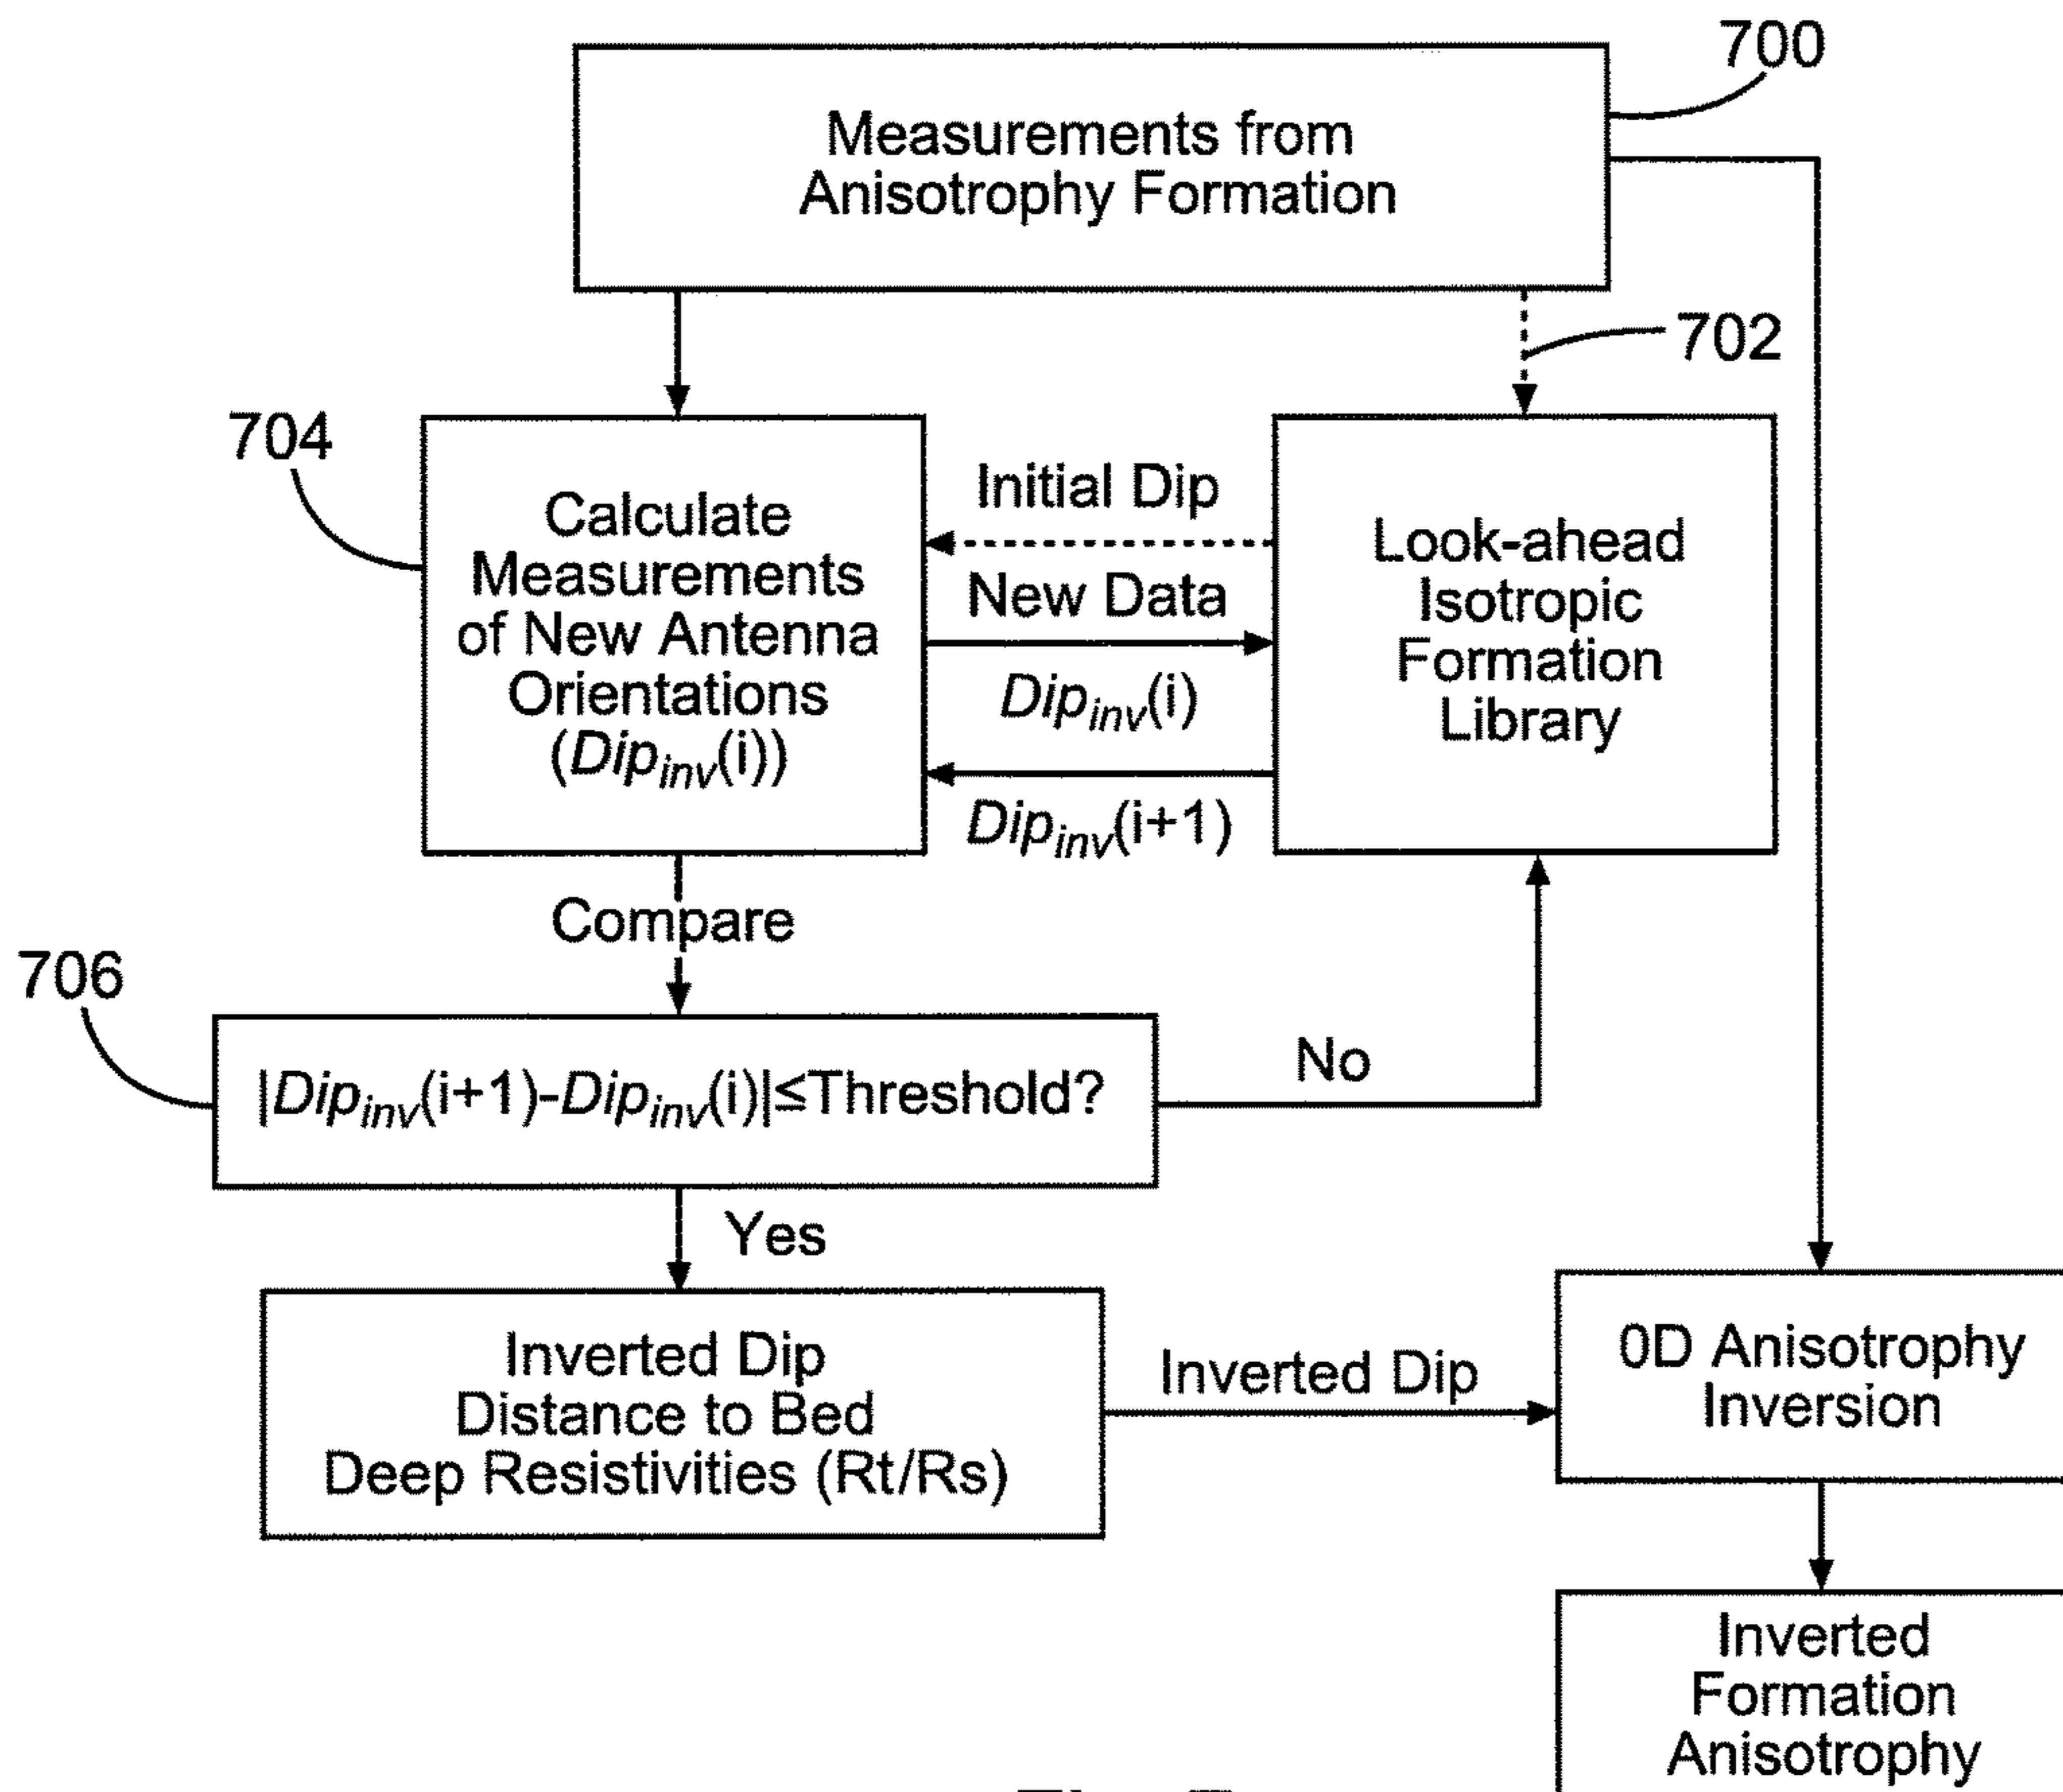 700
Measurements from
Anisotrophy Formation
702
704
Calculate
Measurements
of New Antenna
Orientations
(Dipinv(i))
Initial Dip
New Data
Dipinv(i)
Dipinv(i+1)
Look-ahead
Isotropic
Formation
Library
Compare
706
|Dipinv(i+1)-Dipinv(i)|≤Threshold?
No
Yes
Inverted Dip
Distance to Bed
Deep Resistivities (Rt/Rs)
Inverted Dip
0D Anisotrophy
Inversion
Inverted
Formation
Anisotrophy